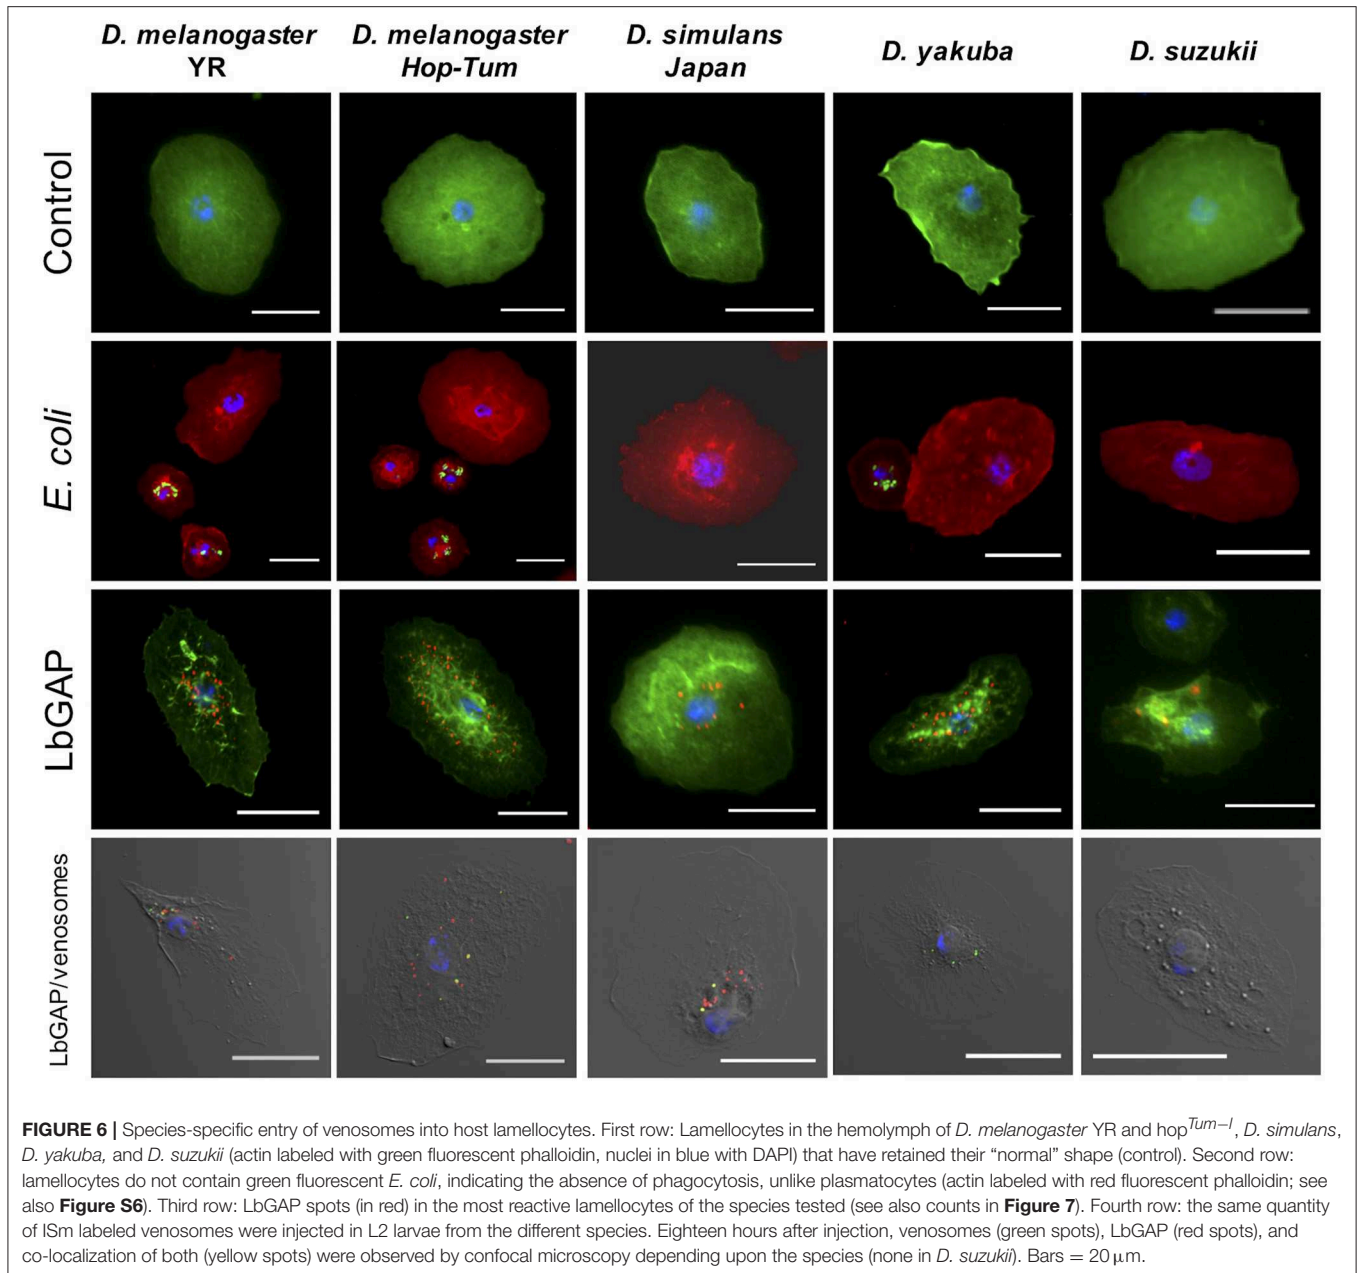 D. melanogaster YR
D. melanogaster Hop-Tum
D. simulans Japan
D. yakuba
D. suzukii
Control
E. coli
LbGAP
LbGAP/venosomes
FIGURE 6 | Species-specific entry of venosomes into host lamellocytes. First row: Lamellocytes in the hemolymph of D. melanogaster YR and hop^Tum−l, D. simulans,
D. yakuba, and D. suzukii (actin labeled with green fluorescent phalloidin, nuclei in blue with DAPI) that have retained their “normal” shape (control). Second row:
lamellocytes do not contain green fluorescent E. coli, indicating the absence of phagocytosis, unlike plasmatocytes (actin labeled with red fluorescent phalloidin; see
also Figure S6). Third row: LbGAP spots (in red) in the most reactive lamellocytes of the species tested (see also counts in Figure 7). Fourth row: the same quantity
of ISm labeled venosomes were injected in L2 larvae from the different species. Eighteen hours after injection, venosomes (green spots), LbGAP (red spots), and
co-localization of both (yellow spots) were observed by confocal microscopy depending upon the species (none in D. suzukii). Bars = 20 μm.